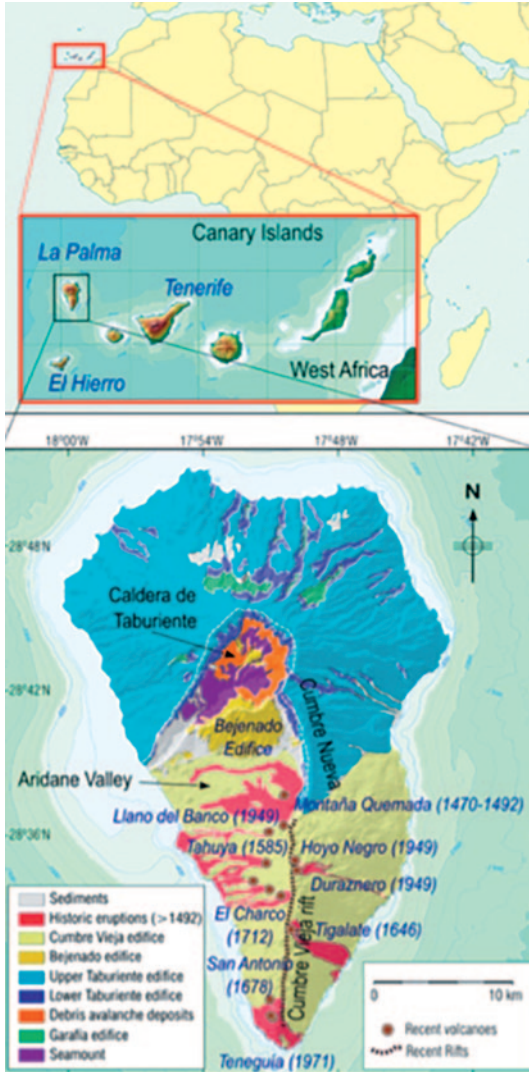 Canary Islands
La Palma
Tenerife
El Hierro
West Africa
18°00'W 17°54' 17°48' 17°42'
N
28°48'
Caldera de
Taburiente
28°42'
Cumbre Nueva
Bejenado
Edifice
Aridane Valley
Montaña Quemada (1470-1492)
Llano del Banco (1949)
28°36'
Tahuya (1585)
Hoyo Negro (1949)
Duraznero (1949)
El Charco
(1712)
Tigalate (1646)
Cumbre Vieja rift
San Antonio
(1678)
Teneguía (1971)
Sediments
Historic eruptions (>1492)
Cumbre Vieja edifice
Bejenado edifice
Upper Taburiente edifice
Lower Taburiente edifice
Debris avalanche deposits
Garafía edifice
Seamount
0 10 km
Recent volcanoes
Recent Rifts